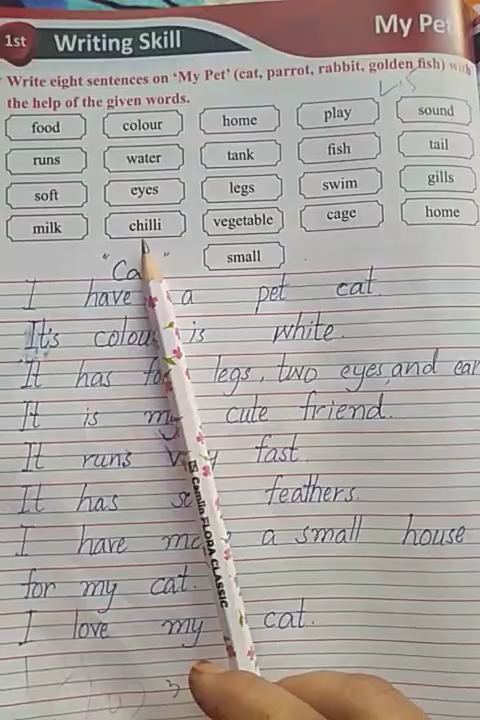 1st Writing Skill My Pet
Write eight sentences on 'My Pet' (cat, parrot, rabbit, golden fish) with
the help of the given words.
food colour home play sound
runs water tank fish tail
soft eyes legs swim gills
milk chilli vegetable cage home
small
I have a pet cat.
It's colour is white.
It has legs, two eyes, and ear
It is my cute friend.
It runs fast.
It has feathers.
I have a small house
for my cat.
I love my cat.
Camlin FLORA CLASSIC